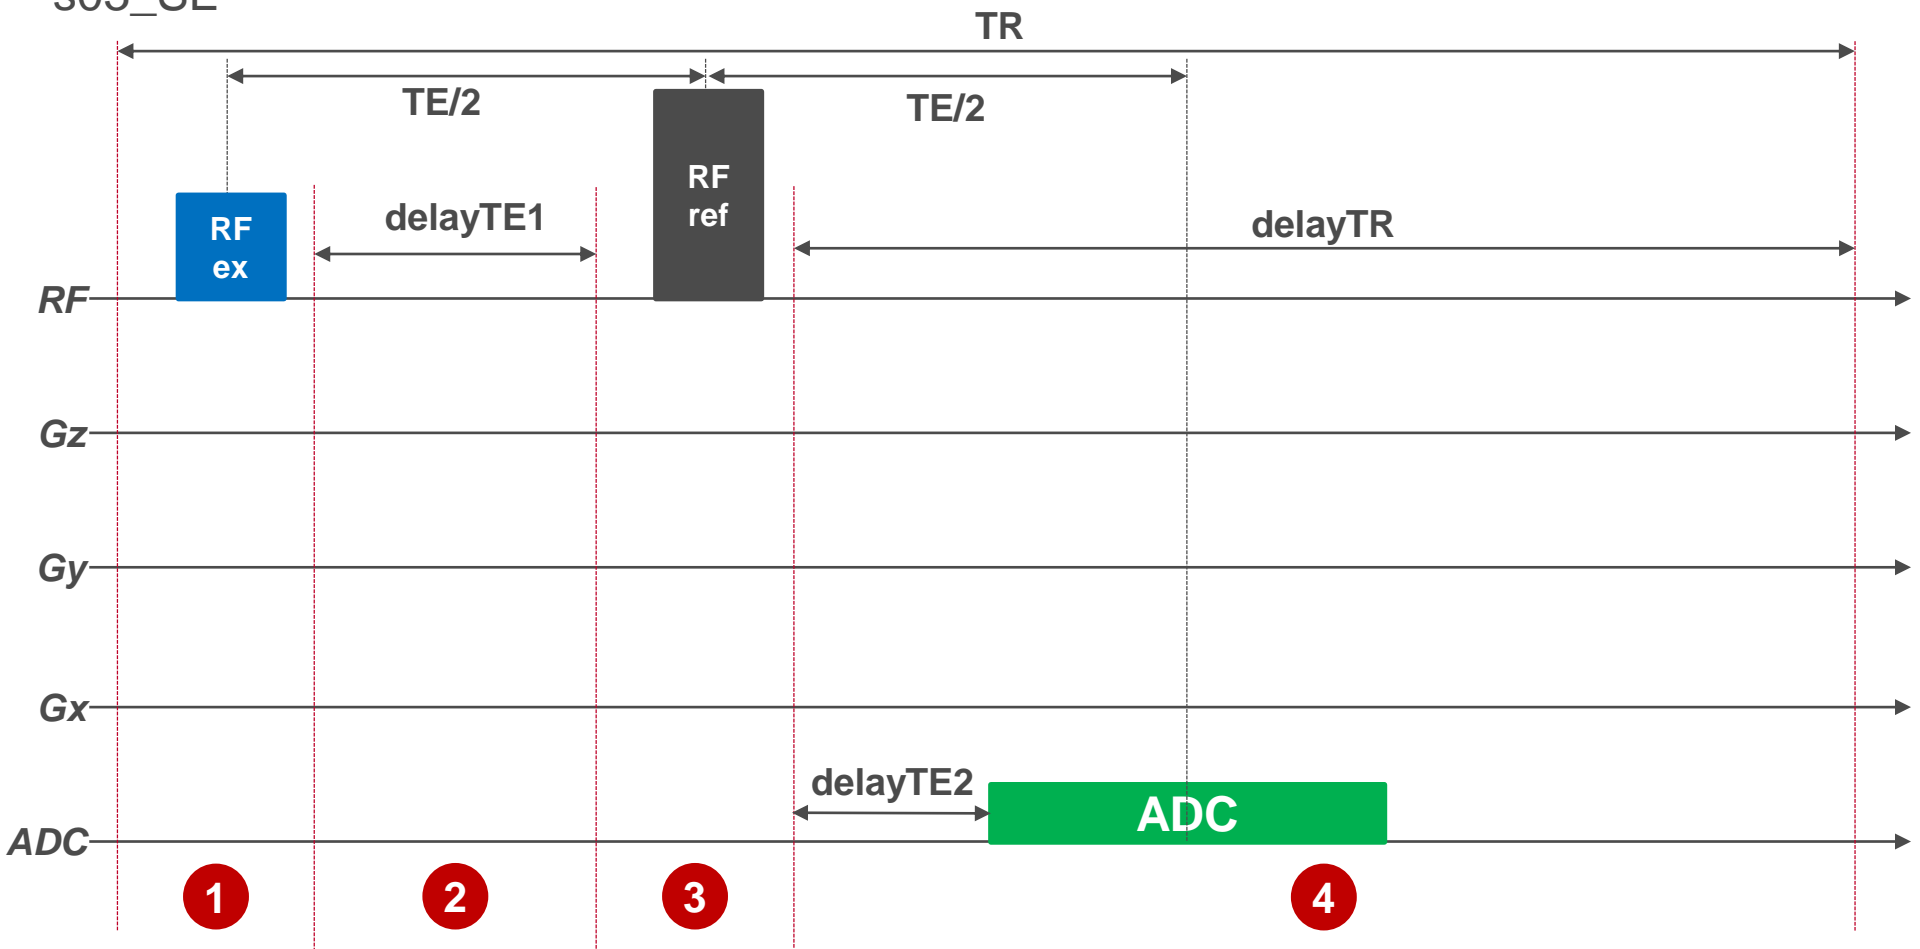 TR
TE/2
TE/2
RF
ex
delayTE1
RF
ref
delayTR
RF
Gz
Gy
Gx
delayTE2
ADC
ADC
1
2
3
4